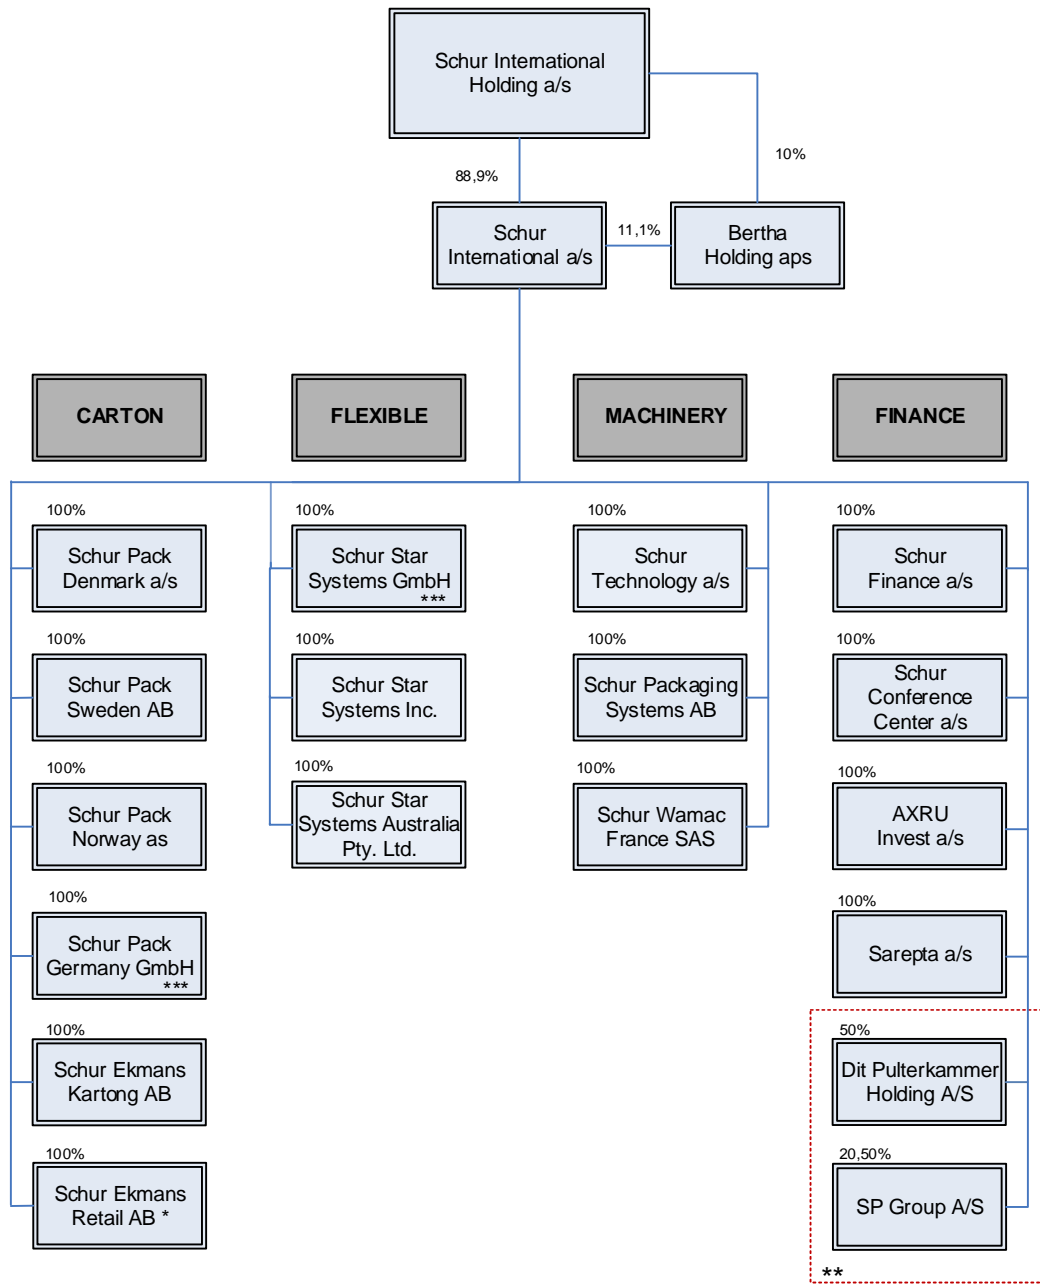 Schur International
Holding a/s
10%
88,9%
Schur
International a/s
11,1%
Bertha
Holding aps
CARTON
FLEXIBLE
MACHINERY
FINANCE
100%
Schur Pack
Denmark a/s
100%
Schur Star
Systems GmbH
***
100%
Schur
Technology a/s
100%
Schur
Finance a/s
100%
Schur Pack
Sweden AB
100%
Schur Star
Systems Inc.
100%
Schur Packaging
Systems AB
100%
Schur
Conference
Center a/s
100%
Schur Pack
Norway as
100%
Schur Star
Systems Australia
Pty. Ltd.
100%
Schur Wamac
France SAS
100%
AXRU
Invest a/s
100%
Schur Pack
Germany GmbH
***
100%
Sarepta a/s
100%
Schur Ekmans
Kartong AB
50%
Dit Pulterkammer
Holding A/S
100%
Schur Ekmans
Retail AB *
20,50%
SP Group A/S
**